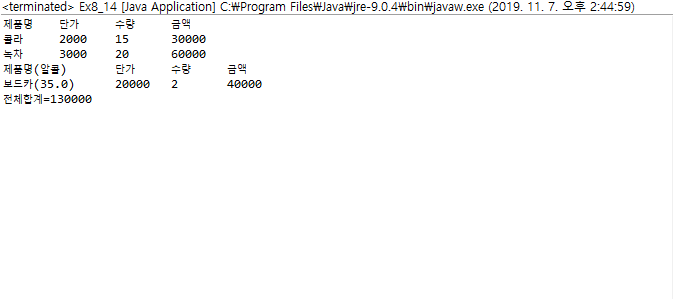 <terminated> Ex8_14 [Java Application] C:\Program Files\Java\jre-9.0.4\bin\javaw.exe (2019. 11. 7. 오후 2:44:59)
제품명 단가 수량 금액
콜라 2000 15 30000
녹차 3000 20 60000
제품명(알콜) 단가 수량 금액
보드카(35.0) 20000 2 40000
전체합계=130000